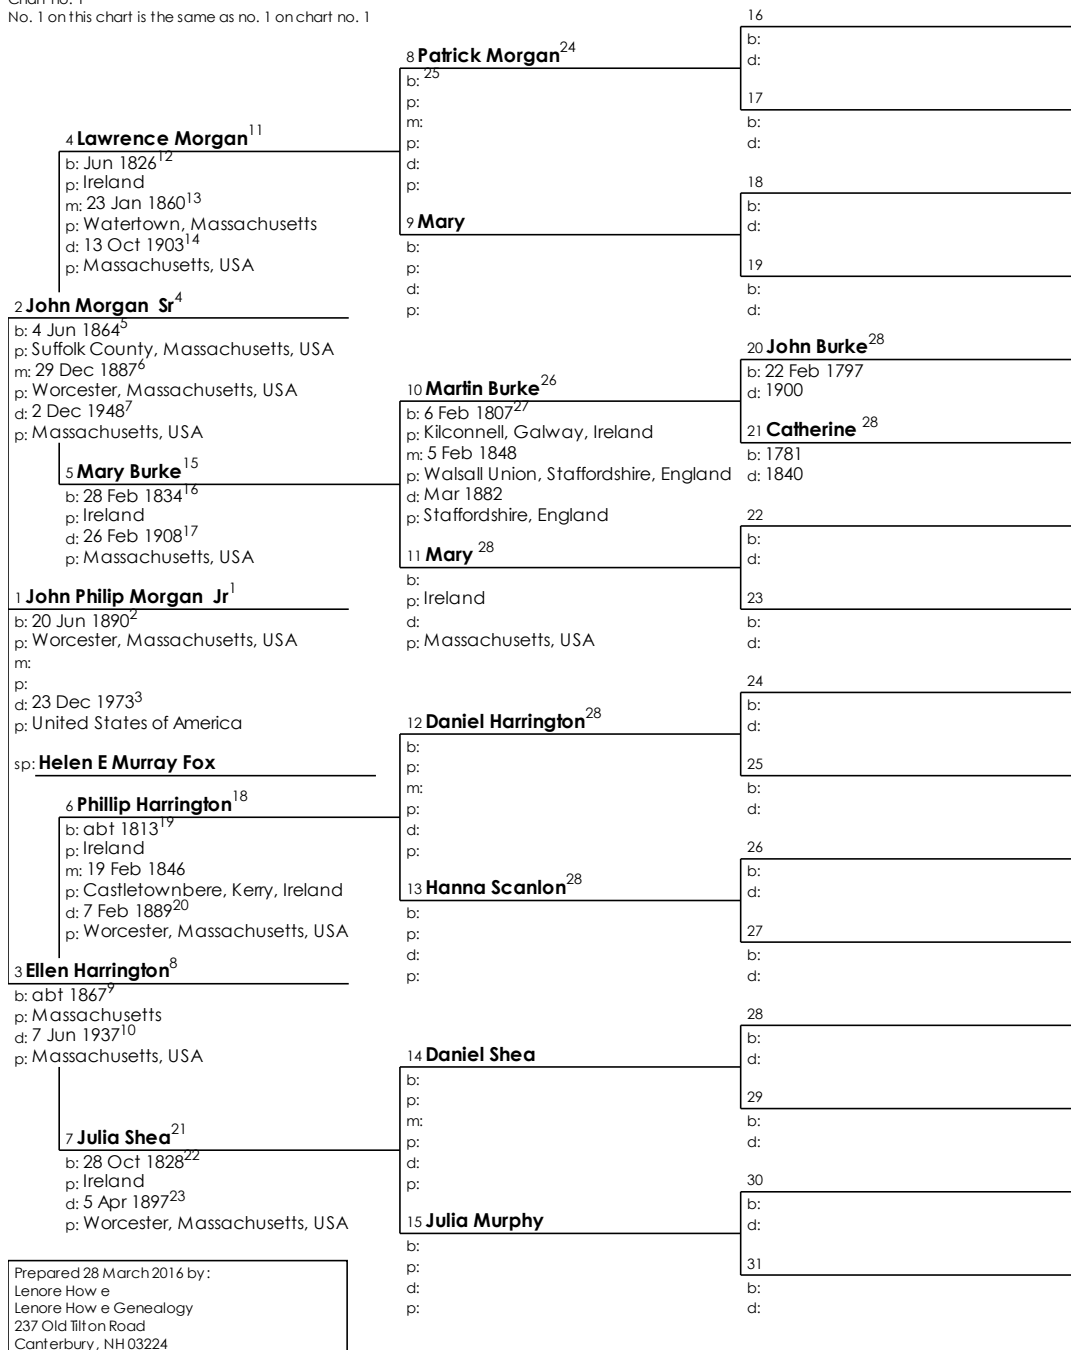 Chart no. 1
No. 1 on this chart is the same as no. 1 on chart no. 1
16
b:
d:
8 Patrick Morgan24
b: 25
p:
m:
p:
d:
p:
17
b:
d:
4 Lawrence Morgan11
b: Jun 182612
p: Ireland
m: 23 Jan 186013
p: Watertown, Massachusetts
d: 13 Oct 190314
p: Massachusetts, USA
18
b:
d:
9 Mary
b:
p:
d:
p:
19
b:
d:
2 John Morgan Sr4
b: 4 Jun 18645
p: Suffolk County, Massachusetts, USA
m: 29 Dec 18876
p: Worcester, Massachusetts, USA
d: 2 Dec 19487
p: Massachusetts, USA
20 John Burke28
b: 22 Feb 1797
d: 1900
10 Martin Burke26
b: 6 Feb 180727
p: Kilconnell, Galway, Ireland
m: 5 Feb 1848
p: Walsall Union, Staffordshire, England
d: Mar 1882
p: Staffordshire, England
21 Catherine 28
b: 1781
d: 1840
5 Mary Burke15
b: 28 Feb 183416
p: Ireland
d: 26 Feb 190817
p: Massachusetts, USA
22
b:
d:
11 Mary 28
b:
p: Ireland
d:
p: Massachusetts, USA
23
b:
d:
1 John Philip Morgan Jr1
b: 20 Jun 18902
p: Worcester, Massachusetts, USA
m:
p:
d: 23 Dec 19733
p: United States of America
sp: Helen E Murray Fox
24
b:
d:
12 Daniel Harrington28
b:
p:
m:
p:
d:
p:
25
b:
d:
6 Phillip Harrington18
b: abt 181319
p: Ireland
m: 19 Feb 1846
p: Castletownbere, Kerry, Ireland
d: 7 Feb 188920
p: Worcester, Massachusetts, USA
26
b:
d:
13 Hanna Scanlon28
b:
p:
d:
p:
27
b:
d:
3 Ellen Harrington8
b: abt 18679
p: Massachusetts
d: 7 Jun 193710
p: Massachusetts, USA
28
b:
d:
14 Daniel Shea
b:
p:
m:
p:
d:
p:
29
b:
d:
7 Julia Shea21
b: 28 Oct 182822
p: Ireland
d: 5 Apr 189723
p: Worcester, Massachusetts, USA
30
b:
d:
15 Julia Murphy
b:
p:
d:
p:
31
b:
d:
Prepared 28 March 2016 by:
Lenore Howe
Lenore Howe Genealogy
237 Old Tilton Road
Canterbury, NH 03224